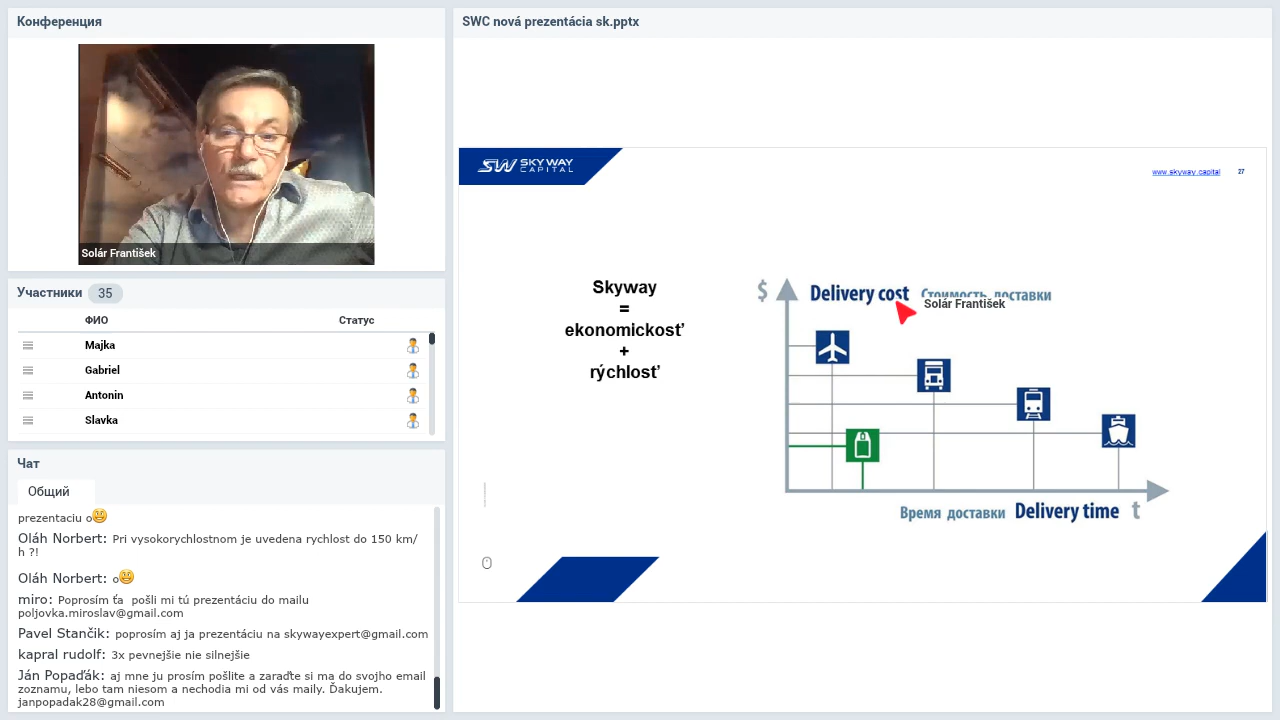 Конференция
Solár František
Участники 35
ФИО Статус
Majka
Gabriel
Antonin
Slavka
Чат
Общий
prezentaciu o
Oláh Norbert: Pri vysokorychlostnom je uvedena rychlost do 150 km/
h ?!
Oláh Norbert: o
miro: Poprosím ťa pošli mi tú prezentáciu do mailu
poljovka.miroslav@gmail.com
Pavel Stančik: poprosím aj ja prezentáciu na skywayexpert@gmail.com
kapral rudolf: 3x pevnejšie nie silnejšie
Ján Popaďák: aj mne ju prosím pošlite a zaraďte si ma do svojho email
zoznamu, lebo tam niesom a nechodia mi od vás maily. Ďakujem.
janpopadak28@gmail.com
SWC nová prezentácia sk.pptx
SW SKY WAY
CAPITAL
www.skyway.capital 27
Skyway
=
ekonomickosť
+
rýchlosť
$ Delivery cost Стоимость доставки
Solár František
Время доставки Delivery time t